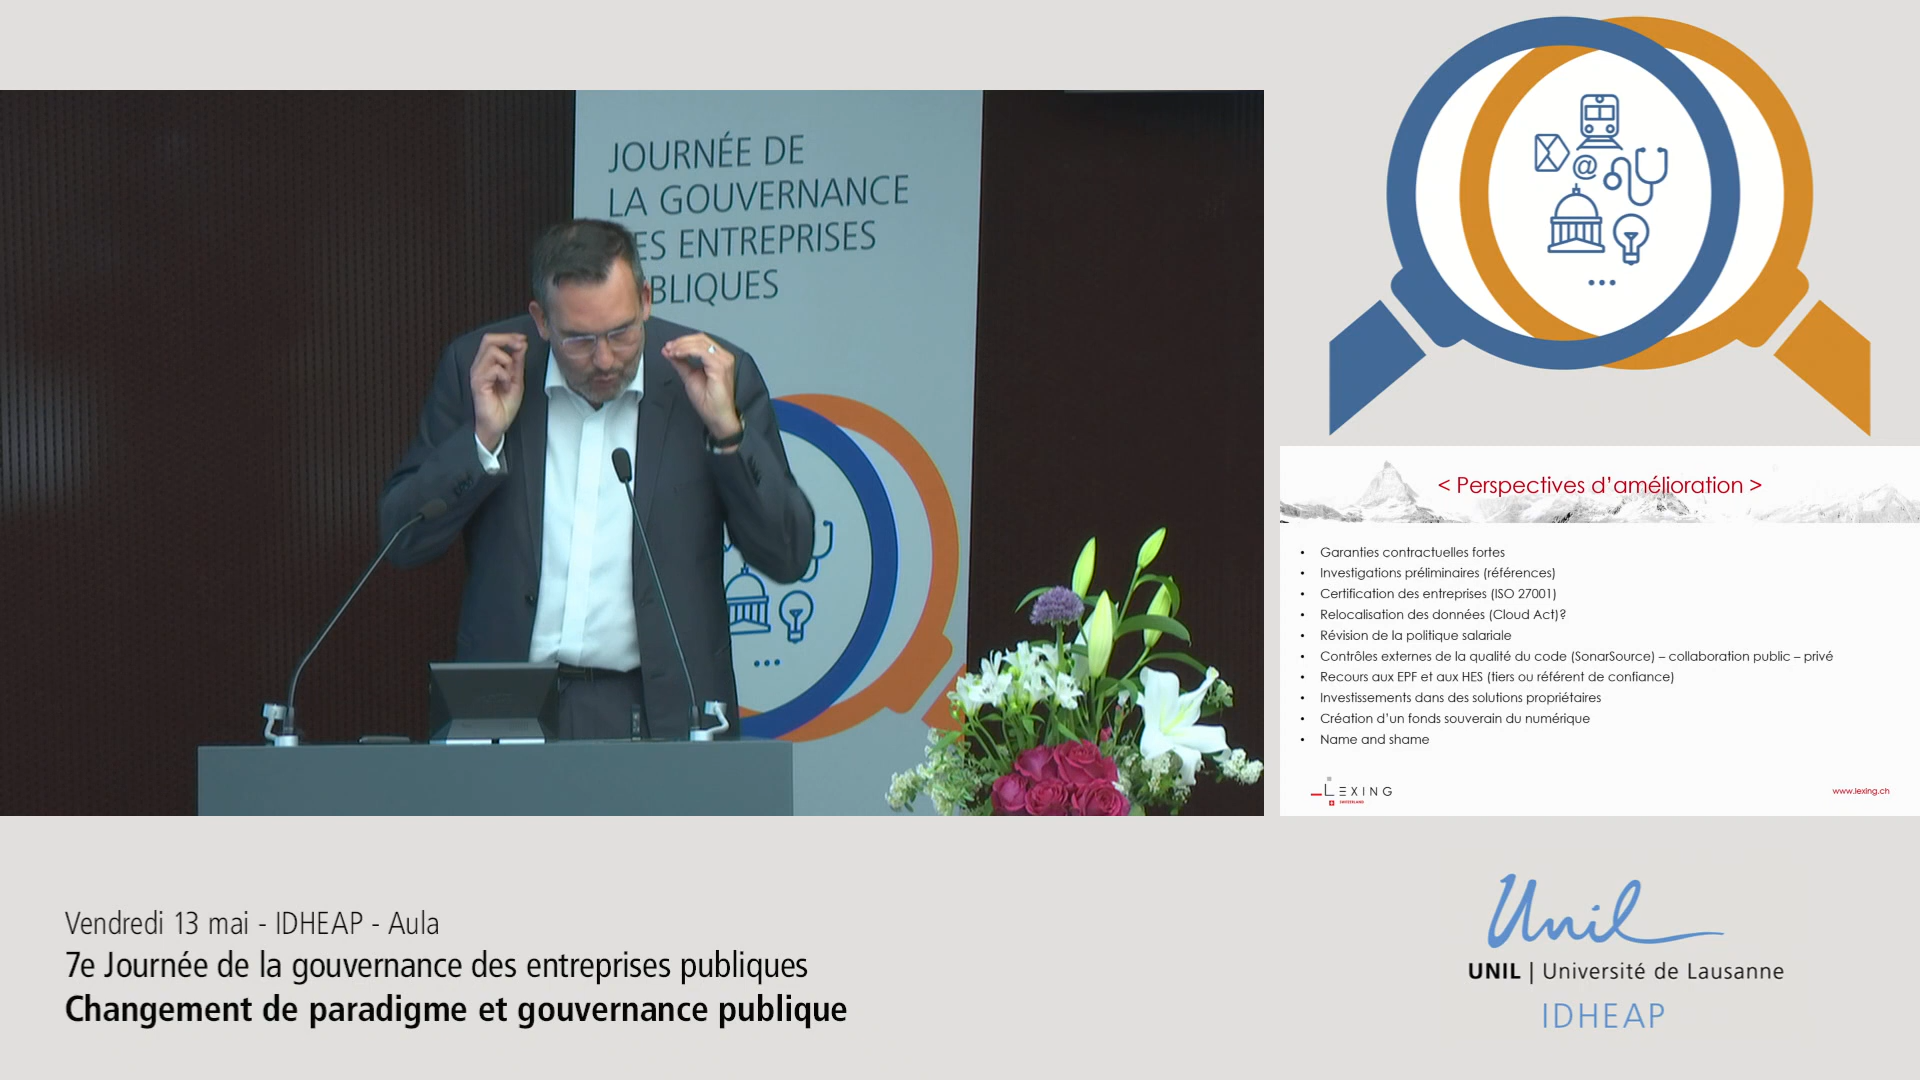 JOURNÉE DE
LA GOUVERNANCE
ES ENTREPRISES
BLIQUES
@
< Perspectives d'amélioration >
• Garanties contractuelles fortes
• Investigations préliminaires (références)
• Certification des entreprises (ISO 27001)
• Relocalisation des données (Cloud Act)?
• Révision de la politique salariale
• Contrôles externes de la qualité du code (SonarSource) – collaboration public – privé
• Recours aux EPF et aux HES (tiers ou référent de confiance)
• Investissements dans des solutions propriétaires
• Création d'un fonds souverain du numérique
• Name and shame
LEXING
SWITZERLAND
www.lexing.ch
Vendredi 13 mai - IDHEAP - Aula
7e Journée de la gouvernance des entreprises publiques
Changement de paradigme et gouvernance publique
Unil
UNIL | Université de Lausanne
IDHEAP